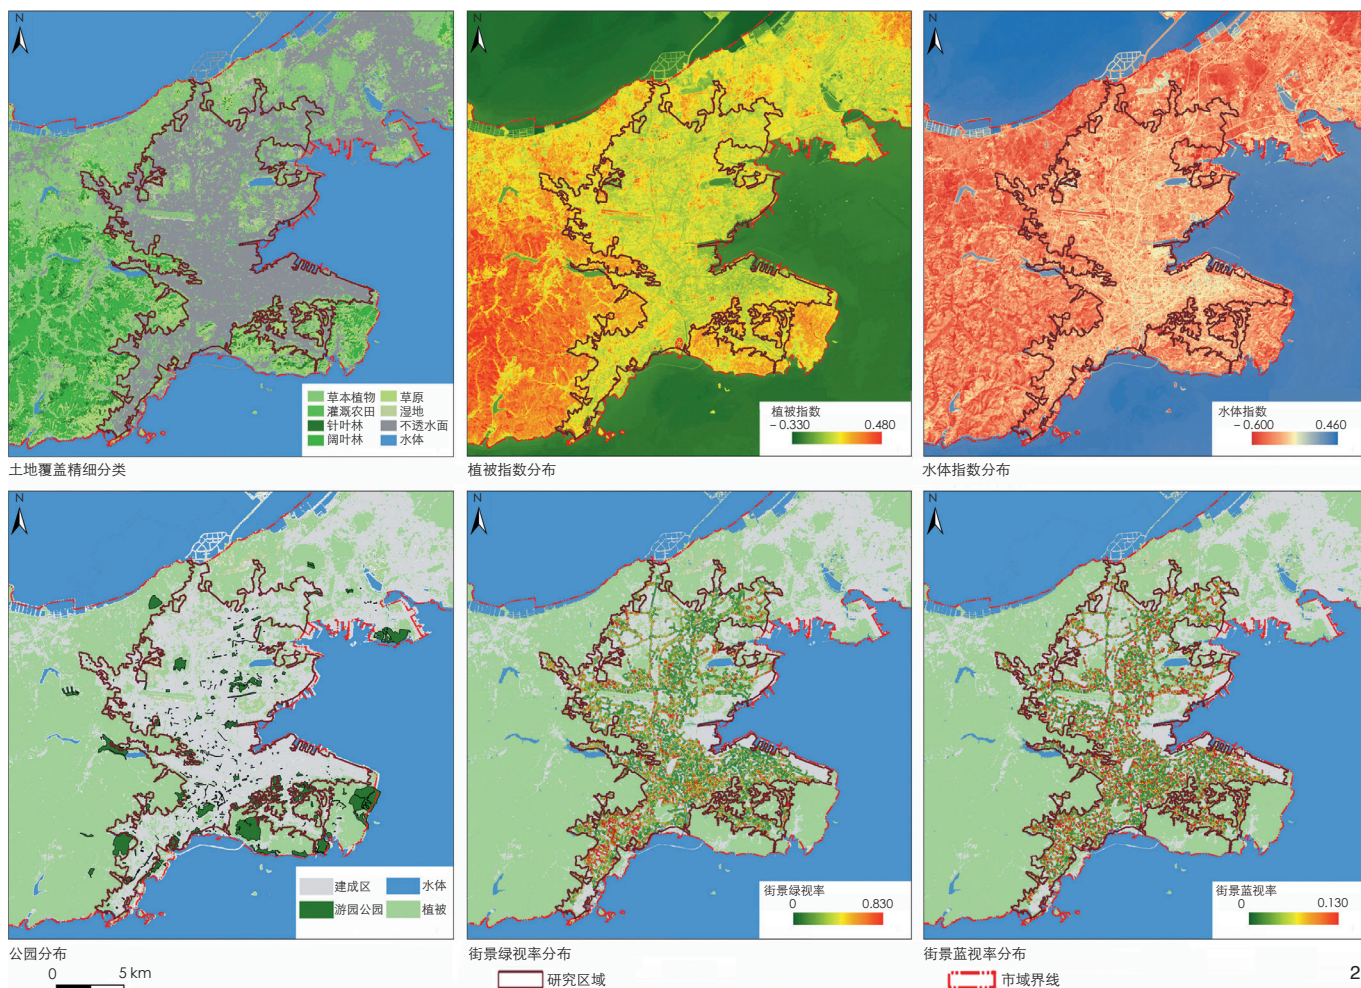 N
N
N
草本植物 草原
灌溉农田 湿地
针叶林 不透水面
阔叶林 水体
植被指数
-0.330 0.480
水体指数
-0.600 0.460
土地覆盖精细分类
植被指数分布
水体指数分布
N
N
N
建成区 水体
游园公园 植被
街景绿视率
0 0.830
街景蓝视率
0 0.130
公园分布
街景绿视率分布
街景蓝视率分布
0 5 km
研究区域
市域界线
2